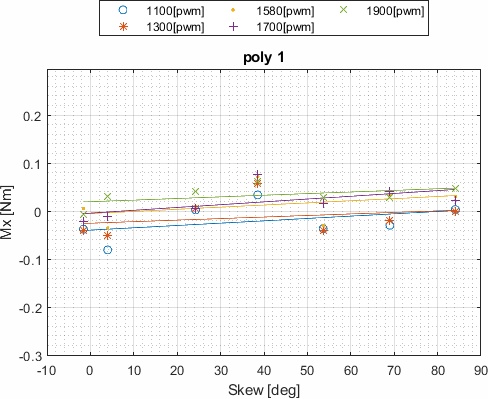 1100[pwm] 1580[pwm] 1900[pwm]
1300[pwm] 1700[pwm]
poly 1
0.2
0.1
0
-0.1
-0.2
-0.3
Mx [Nm]
-10 0 10 20 30 40 50 60 70 80 90
Skew [deg]